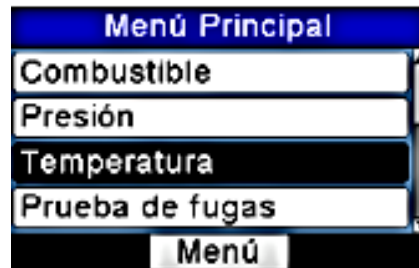 Menú Principal
Combustible
Presión
Temperatura
Prueba de fugas
Menú